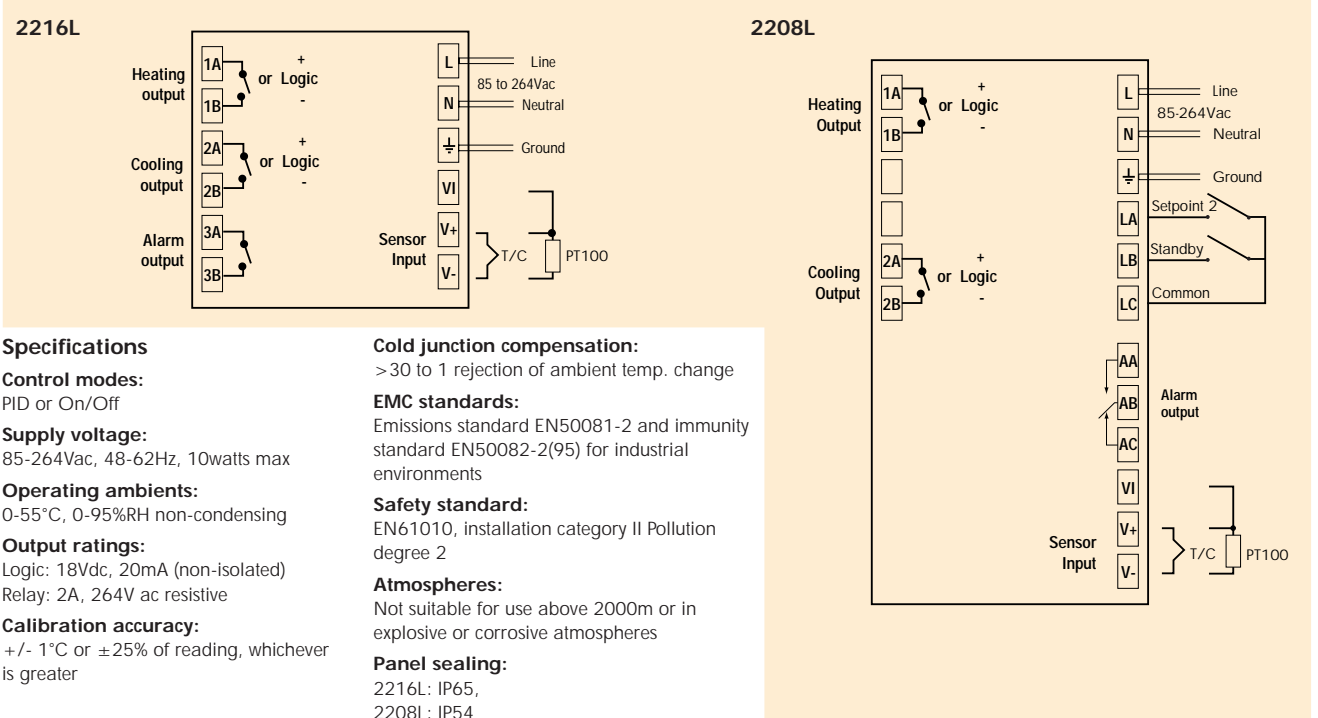 2216L
Heating
output
1A
1B
+
or Logic
-
Cooling
output
2A
2B
+
or Logic
-
Alarm
output
3A
3B
L
Line
85 to 264Vac
N
Neutral
Ground
VI
V+
V-
Sensor
Input
T/C
PT100
2208L
Heating
Output
1A
1B
+
or Logic
-
Cooling
Output
2A
2B
+
or Logic
-
L
Line
85-264Vac
N
Neutral
Ground
LA
Setpoint 2
LB
Standby
LC
Common
AA
AB
AC
Alarm
output
VI
V+
V-
Sensor
Input
T/C
PT100
Specifications
Control modes:
PID or On/Off
Supply voltage:
85-264Vac, 48-62Hz, 10watts max
Operating ambients:
0-55°C, 0-95%RH non-condensing
Output ratings:
Logic: 18Vdc, 20mA (non-isolated)
Relay: 2A, 264V ac resistive
Calibration accuracy:
+/- 1°C or ±25% of reading, whichever
is greater
Cold junction compensation:
>30 to 1 rejection of ambient temp. change
EMC standards:
Emissions standard EN50081-2 and immunity
standard EN50082-2(95) for industrial
environments
Safety standard:
EN61010, installation category II Pollution
degree 2
Atmospheres:
Not suitable for use above 2000m or in
explosive or corrosive atmospheres
Panel sealing:
2216L: IP65,
2208L: IP54